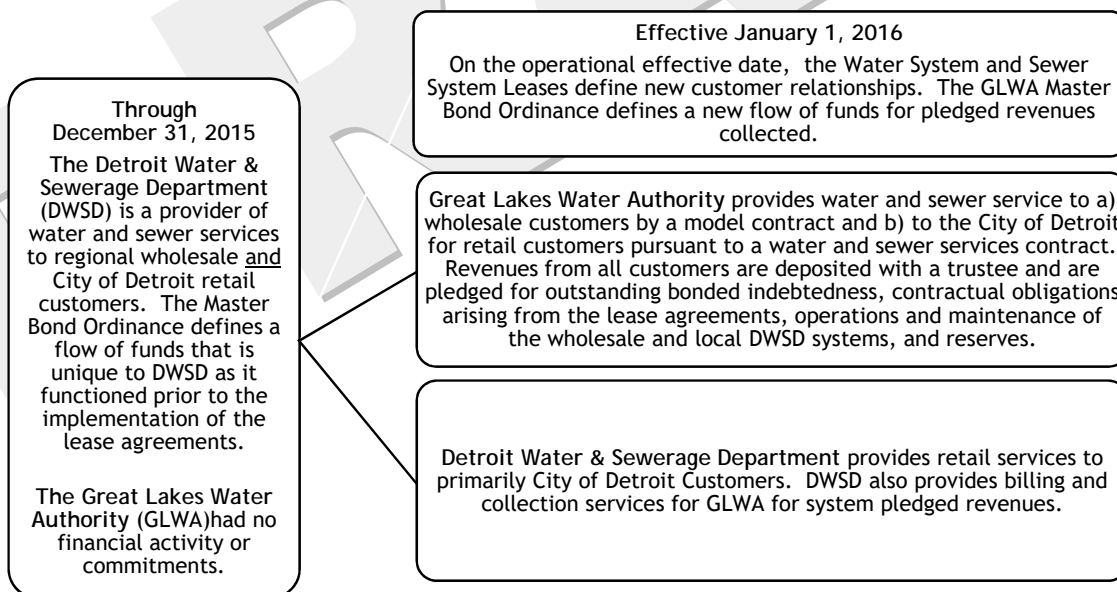 Through
December 31, 2015
The Detroit Water &
Sewerage Department
(DWSD) is a provider of
water and sewer services
to regional wholesale and
City of Detroit retail
customers.  The Master
Bond Ordinance defines a
flow of funds that is
unique to DWSD as it
functioned prior to the
implementation of the
lease agreements.
The Great Lakes Water
Authority (GLWA)had no
financial activity or
commitments.
Effective January 1, 2016
On the operational effective date,  the Water System and Sewer
System Leases define new customer relationships.  The GLWA Master
Bond Ordinance defines a new flow of funds for pledged revenues
collected.
Great Lakes Water Authority provides water and sewer service to a)
wholesale customers by a model contract and b) to the City of Detroit
for retail customers pursuant to a water and sewer services contract.
Revenues from all customers are deposited with a trustee and are
pledged for outstanding bonded indebtedness, contractual obligations
arising from the lease agreements, operations and maintenance of
the wholesale and local DWSD systems, and reserves.
Detroit Water & Sewerage Department provides retail services to
primarily City of Detroit Customers.  DWSD also provides billing and
collection services for GLWA for system pledged revenues.